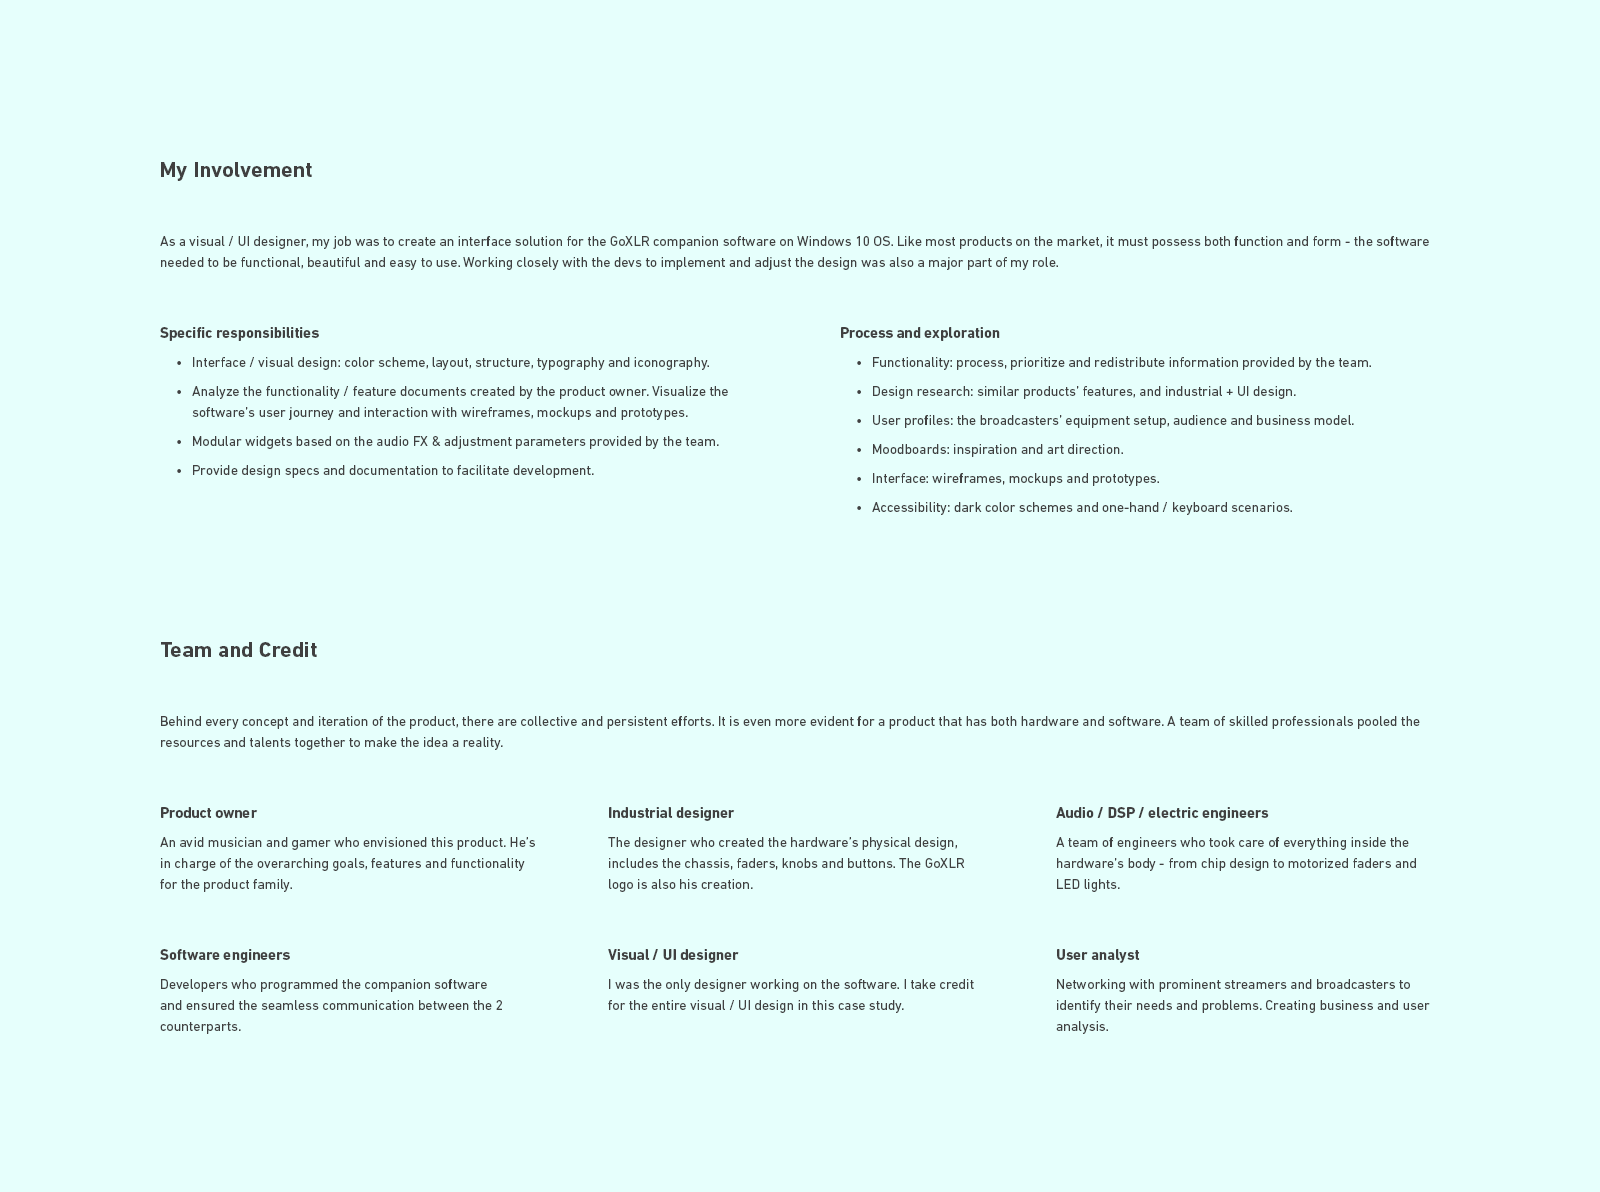 My Involvement
As a visual / UI designer, my job was to create an interface solution for the GoXLR companion software on Windows 10 OS. Like most products on the market, it must possess both function and form - the software
needed to be functional, beautiful and easy to use. Working closely with the devs to implement and adjust the design was also a major part of my role.
Specific responsibilities
• Interface / visual design: color scheme, layout, structure, typography and iconography.
• Analyze the functionality / feature documents created by the product owner. Visualize the
software's user journey and interaction with wireframes, mockups and prototypes.
• Modular widgets based on the audio FX & adjustment parameters provided by the team.
• Provide design specs and documentation to facilitate development.
Process and exploration
• Functionality: process, prioritize and redistribute information provided by the team.
• Design research: similar products' features, and industrial + UI design.
• User profiles: the broadcasters' equipment setup, audience and business model.
• Moodboards: inspiration and art direction.
• Interface: wireframes, mockups and prototypes.
• Accessibility: dark color schemes and one-hand / keyboard scenarios.
Team and Credit
Behind every concept and iteration of the product, there are collective and persistent efforts. It is even more evident for a product that has both hardware and software. A team of skilled professionals pooled the
resources and talents together to make the idea a reality.
Product owner
An avid musician and gamer who envisioned this product. He's
in charge of the overarching goals, features and functionality
for the product family.
Industrial designer
The designer who created the hardware's physical design,
includes the chassis, faders, knobs and buttons. The GoXLR
logo is also his creation.
Audio / DSP / electric engineers
A team of engineers who took care of everything inside the
hardware's body - from chip design to motorized faders and
LED lights.
Software engineers
Developers who programmed the companion software
and ensured the seamless communication between the 2
counterparts.
Visual / UI designer
I was the only designer working on the software. I take credit
for the entire visual / UI design in this case study.
User analyst
Networking with prominent streamers and broadcasters to
identify their needs and problems. Creating business and user
analysis.